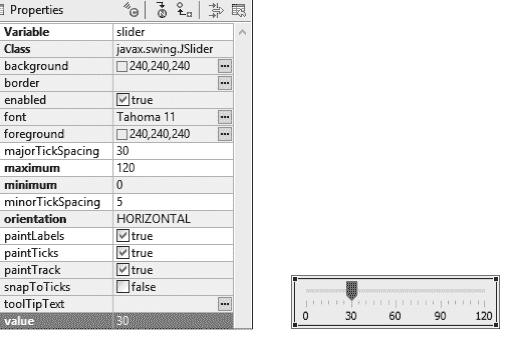 Properties
Variable slider
Class javax.swing.JSlider
background 240,240,240 ...
border ...
enabled true
font Tahoma 11 ...
foreground 240,240,240 ...
majorTickSpacing 30
maximum 120
minimum 0
minorTickSpacing 5
orientation HORIZONTAL
paintLabels true
paintTicks true
paintTrack true
snapToTicks false
toolTipText ...
value 30
0 30 60 90 120